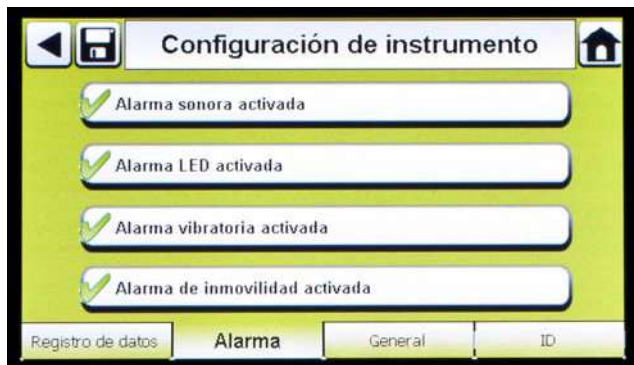 Configuración de instrumento
Alarma sonora activada
Alarma LED activada
Alarma vibratoria activada
Alarma de inmovilidad activada
Registro de datos
Alarma
General
ID